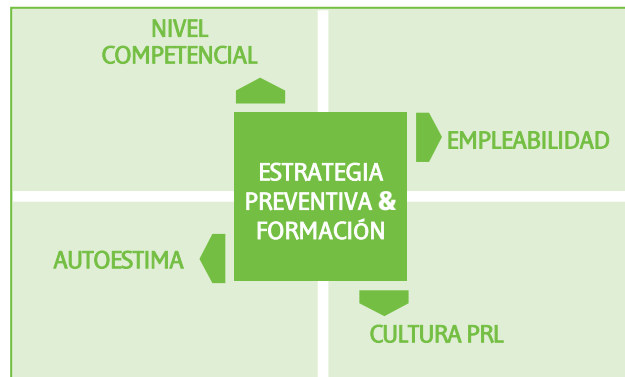 NIVEL
COMPETENCIAL
EMPLEABILIDAD
ESTRATEGIA
PREVENTIVA &
FORMACIÓN
AUTOESTIMA
CULTURA PRL